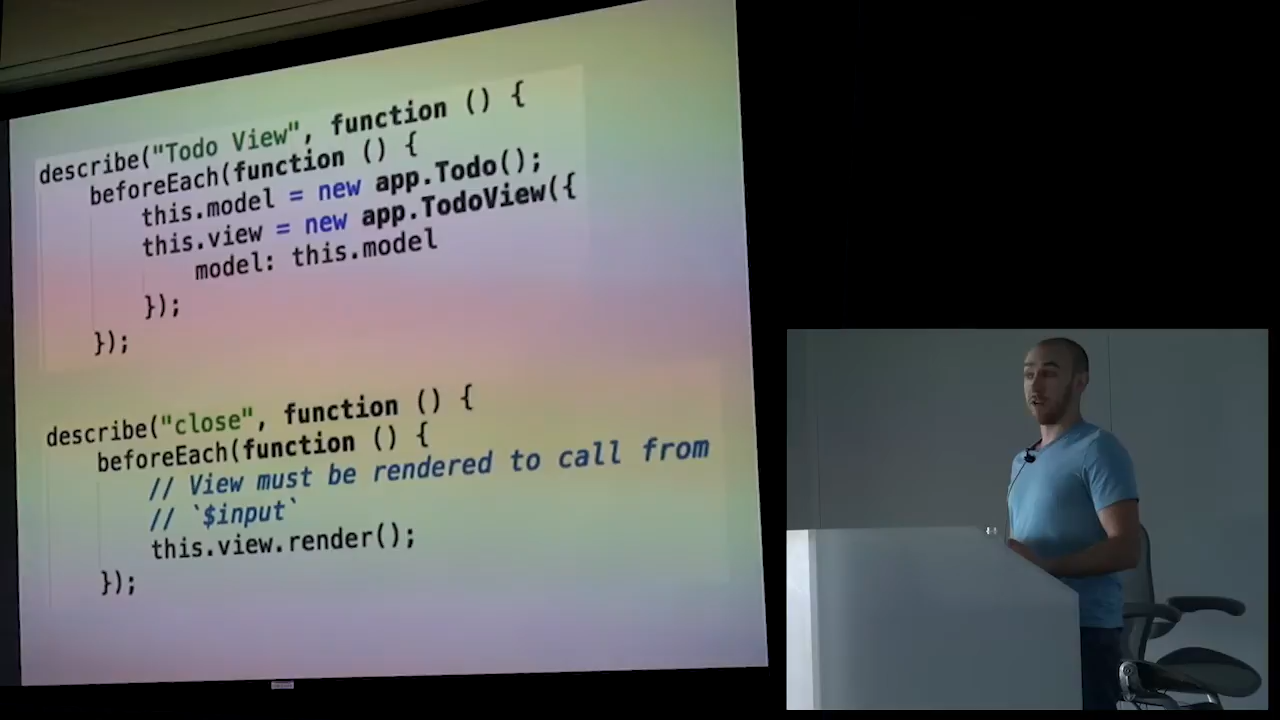 describe("Todo View", function () {
beforeEach(function () {
this.model = new app.Todo();
this.view = new app.TodoView({
model: this.model
});
});
describe("close", function () {
beforeEach(function () {
// View must be rendered to call from
// `$input`
this.view.render();
});